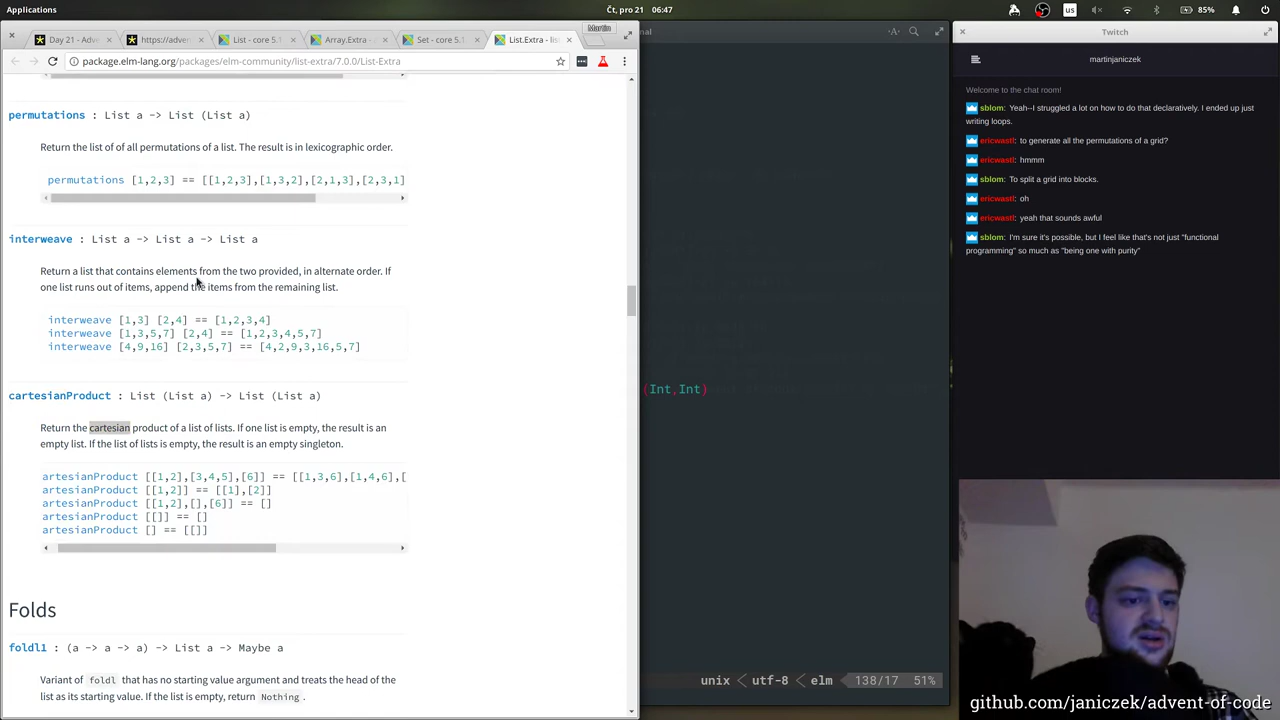 Applications
Čt, pro 21 06:47
us
85%
Martin
Day 21 - Adve
https://adven
List - core 5.1
Array.Extra -
Set - core 5.1
List.Extra - lis
nal
-A-
Twitch
package.elm-lang.org/packages/elm-community/list-extra/7.0.0/List-Extra
martinjaniczek
Welcome to the chat room!
sblom: Yeah--I struggled a lot on how to do that declaratively. I ended up just
writing loops.
ericwastl: to generate all the permutations of a grid?
ericwastl: hmmm
sblom: To split a grid into blocks.
ericwastl: oh
ericwastl: yeah that sounds awful
sblom: I'm sure it's possible, but I feel like that's not just "functional
programming" so much as "being one with purity"
permutations : List a -> List (List a)
Return the list of of all permutations of a list. The result is in lexicographic order.
permutations [1,2,3] == [[1,2,3],[1,3,2],[2,1,3],[2,3,1]
interweave : List a -> List a -> List a
Return a list that contains elements from the two provided, in alternate order. If
one list runs out of items, append the items from the remaining list.
interweave [1,3] [2,4] == [1,2,3,4]
interweave [1,3,5,7] [2,4] == [1,2,3,4,5,7]
interweave [4,9,16] [2,3,5,7] == [4,2,9,3,16,5,7]
cartesianProduct : List (List a) -> List (List a)
Return the cartesian product of a list of lists. If one list is empty, the result is an
empty list. If the list of lists is empty, the result is an empty singleton.
artesianProduct [[1,2],[3,4,5],[6]] == [[1,3,6],[1,4,6],[
artesianProduct [[1,2]] == [[1],[2]]
artesianProduct [[1,2],[],[6]] == []
artesianProduct [[]] == []
artesianProduct [] == [[]]
Folds
foldl1 : (a -> a -> a) -> List a -> Maybe a
Variant of foldl that has no starting value argument and treats the head of the
list as its starting value. If the list is empty, return Nothing .
(Int,Int)
unix < utf-8 < elm 138/17 51%
github.com/janiczek/advent-of-code